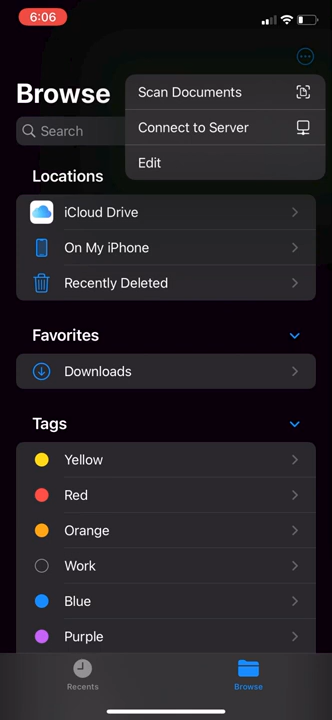 6:06
Browse
Scan Documents
Connect to Server
Edit
Search
Locations
iCloud Drive
On My iPhone
Recently Deleted
Favorites
Downloads
Tags
Yellow
Red
Orange
Work
Blue
Purple
Recents
Browse